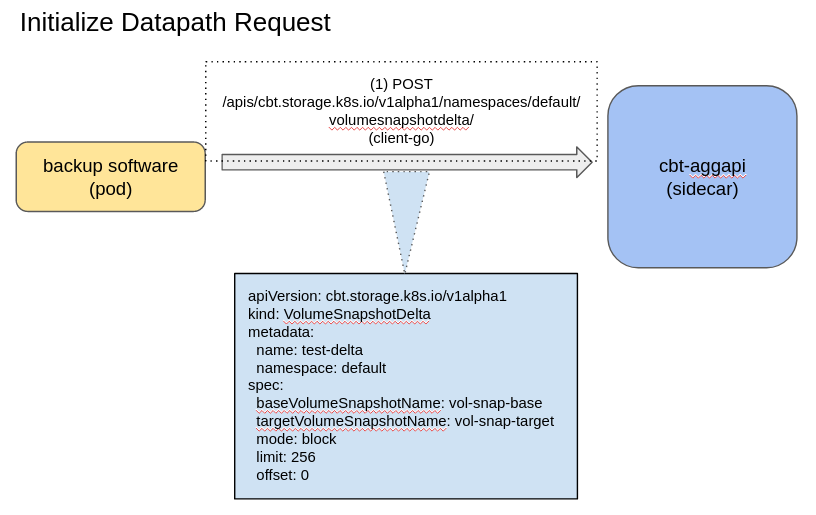 Initialize Datapath Request
(1) POST
/apis/cbt.storage.k8s.io/v1alpha1/namespaces/default/
volumesnapshotdelta/
(client-go)
backup software
(pod)
cbt-aggapi
(sidecar)
apiVersion: cbt.storage.k8s.io/v1alpha1
kind: VolumeSnapshotDelta
metadata:
  name: test-delta
  namespace: default
spec:
  baseVolumeSnapshotName: vol-snap-base
  targetVolumeSnapshotName: vol-snap-target
  mode: block
  limit: 256
  offset: 0